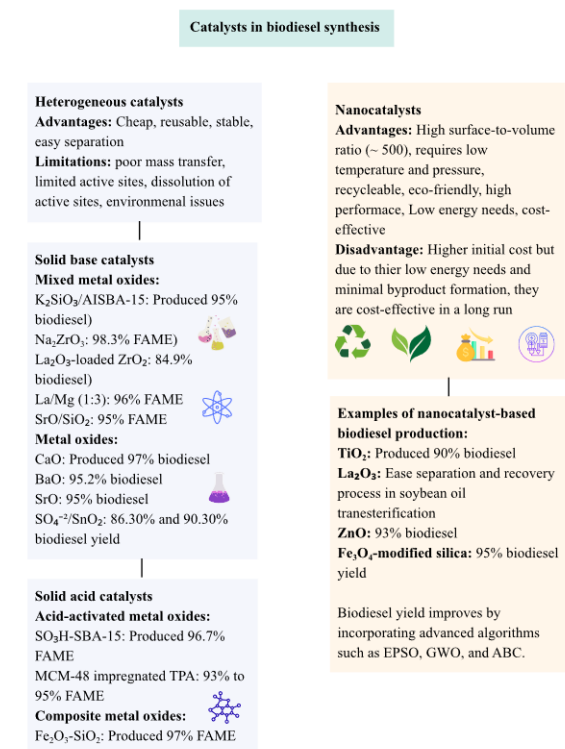 Catalysts in biodiesel synthesis
Heterogeneous catalysts
Advantages: Cheap, reusable, stable,
easy separation
Limitations: poor mass transfer,
limited active sites, dissolution of
active sites, environmenal issues
Solid base catalysts
Mixed metal oxides:
K₂SiO₃/AISBA-15: Produced 95%
biodiesel)
Na₂ZrO₃: 98.3% FAME)
La₂O₃-loaded ZrO₂: 84.9%
biodiesel)
La/Mg (1:3): 96% FAME
SrO/SiO₂: 95% FAME
Metal oxides:
CaO: Produced 97% biodiesel
BaO: 95.2% biodiesel
SrO: 95% biodiesel
SO₄⁻²/SnO₂: 86.30% and 90.30%
biodiesel yield
Solid acid catalysts
Acid-activated metal oxides:
SO₃H-SBA-15: Produced 96.7%
FAME
MCM-48 impregnated TPA: 93% to
95% FAME
Composite metal oxides:
Fe₂O₃-SiO₂: Produced 97% FAME
Nanocatalysts
Advantages: High surface-to-volume
ratio (~ 500), requires low
temperature and pressure,
recycleable, eco-friendly, high
performace, Low energy needs, cost-
effective
Disadvantage: Higher initial cost but
due to thier low energy needs and
minimal byproduct formation, they
are cost-effective in a long run
Examples of nanocatalyst-based
biodiesel production:
TiO₂: Produced 90% biodiesel
La₂O₃: Ease separation and recovery
process in soybean oil
tranesterification
ZnO: 93% biodiesel
Fe₃O₄-modified silica: 95% biodiesel
yield
Biodiesel yield improves by
incorporating advanced algorithms
such as EPSO, GWO, and ABC.